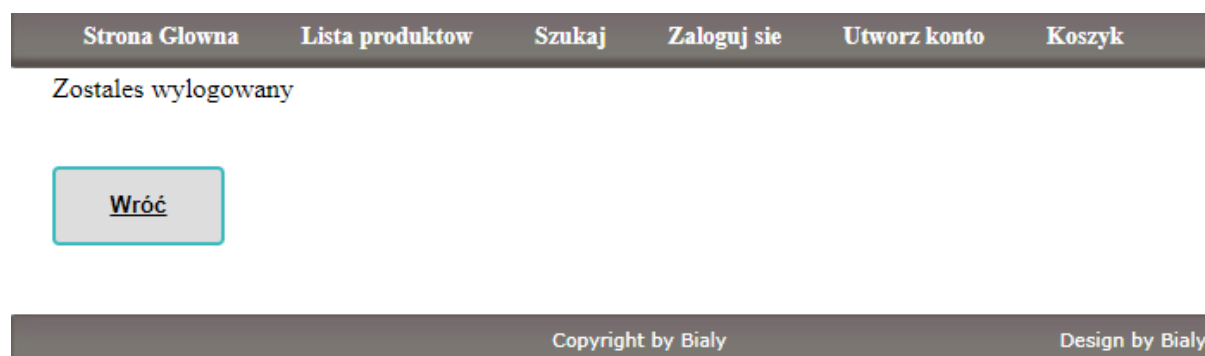 Strona Glowna Lista produktow Szukaj Zaloguj sie Utworz konto Koszyk
Zostales wylogowany
Wróć
Copyright by Bialy Design by Bialy